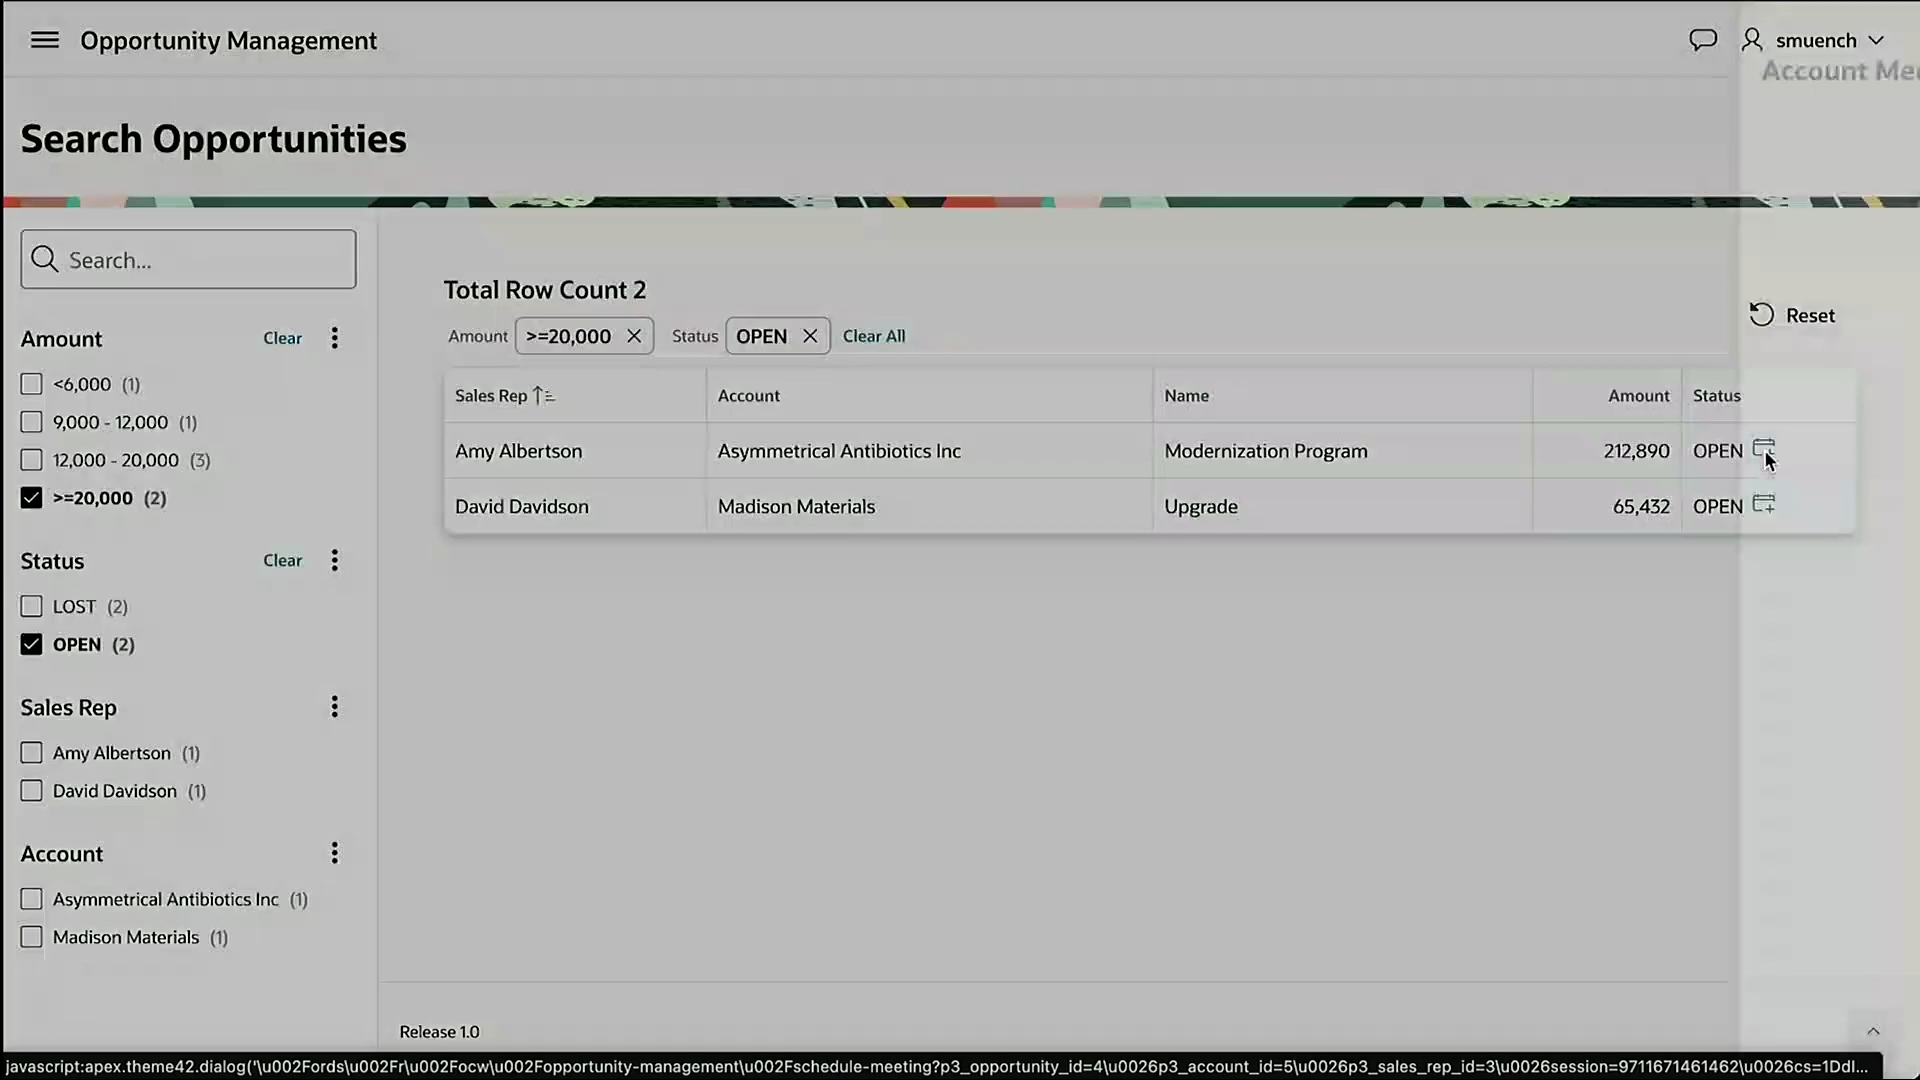 Opportunity Management
smuench
Account Mee
Search Opportunities
Search...
Total Row Count 2
Reset
Amount >=20,000 Status OPEN Clear All
Amount Clear
<6,000 (1)
9,000 - 12,000 (1)
12,000 - 20,000 (3)
>=20,000 (2)
Status Clear
LOST (2)
OPEN (2)
Sales Rep
Amy Albertson (1)
David Davidson (1)
Account
Asymmetrical Antibiotics Inc (1)
Madison Materials (1)
Sales Rep Account Name Amount Status
Amy Albertson Asymmetrical Antibiotics Inc Modernization Program 212,890 OPEN
David Davidson Madison Materials Upgrade 65,432 OPEN
Release 1.0
javascript:apex.theme42.dialog('\u002Fords\u002Fr\u002Focw\u002Fopportunity-management\u002Fschedule-meeting?p3_opportunity_id=4\u0026p3_account_id=5\u0026p3_sales_rep_id=3\u0026session=9711671461462\u0026cs=1Ddl...